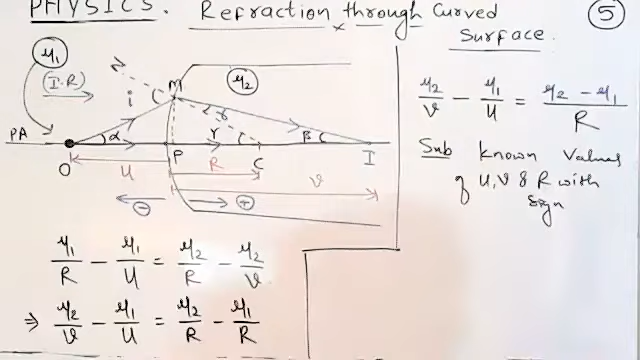 PHYSICS. Refraction through Curved
Surface.
5
μ₁
(I.R)
N
M
μ₂
i
r
α
γ
β
PA
O
P
C
I
u
R
v
⊖
⊕
μ₁/R − μ₁/u = μ₂/R − μ₂/v
⇒ μ₂/v − μ₁/u = μ₂/R − μ₁/R
μ₂/v − μ₁/u = μ₂ − μ₁/R
Sub known values
of u, v & R with
sign